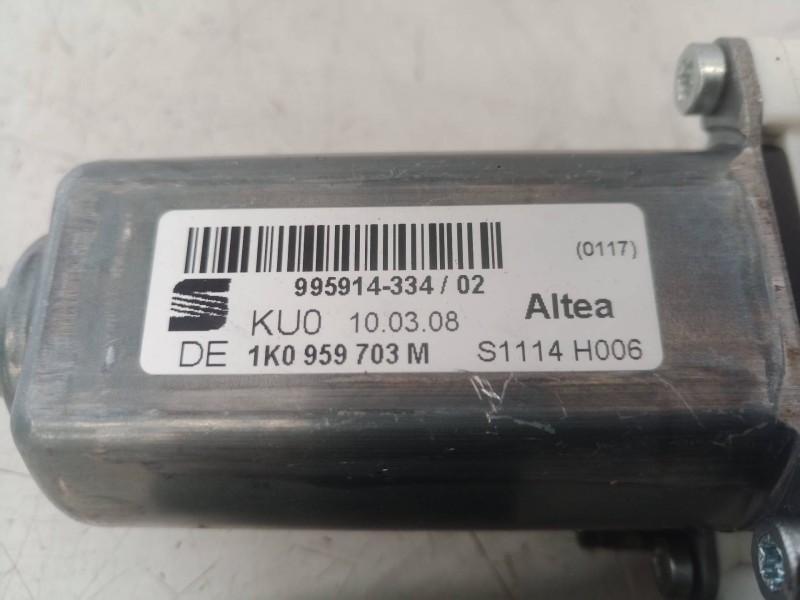 (0117)
995914-334 / 02
KU0 10.03.08 Altea
DE 1K0 959 703 M S1114 H006